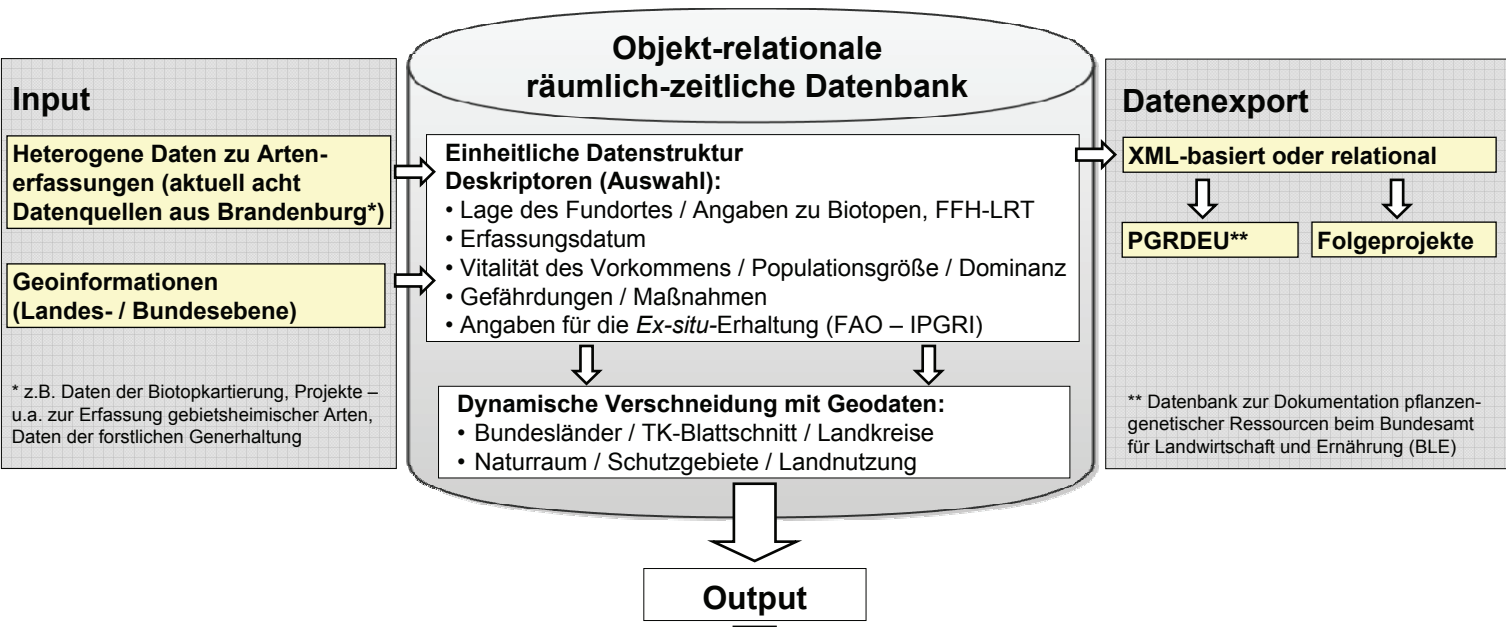 Objekt-relationale
räumlich-zeitliche Datenbank
Input
Heterogene Daten zu Arten-
erfassungen (aktuell acht
Datenquellen aus Brandenburg*)
Geoinformationen
(Landes- / Bundesebene)
* z.B. Daten der Biotopkartierung, Projekte –
u.a. zur Erfassung gebietsheimischer Arten,
Daten der forstlichen Generhaltung
Einheitliche Datenstruktur
Deskriptoren (Auswahl):
• Lage des Fundortes / Angaben zu Biotopen, FFH-LRT
• Erfassungsdatum
• Vitalität des Vorkommens / Populationsgröße / Dominanz
• Gefährdungen / Maßnahmen
• Angaben für die Ex-situ-Erhaltung (FAO – IPGRI)
Dynamische Verschneidung mit Geodaten:
• Bundesländer / TK-Blattschnitt / Landkreise
• Naturraum / Schutzgebiete / Landnutzung
Datenexport
XML-basiert oder relational
PGRDEU**
Folgeprojekte
** Datenbank zur Dokumentation pflanzen-
genetischer Ressourcen beim Bundesamt
für Landwirtschaft und Ernährung (BLE)
Output